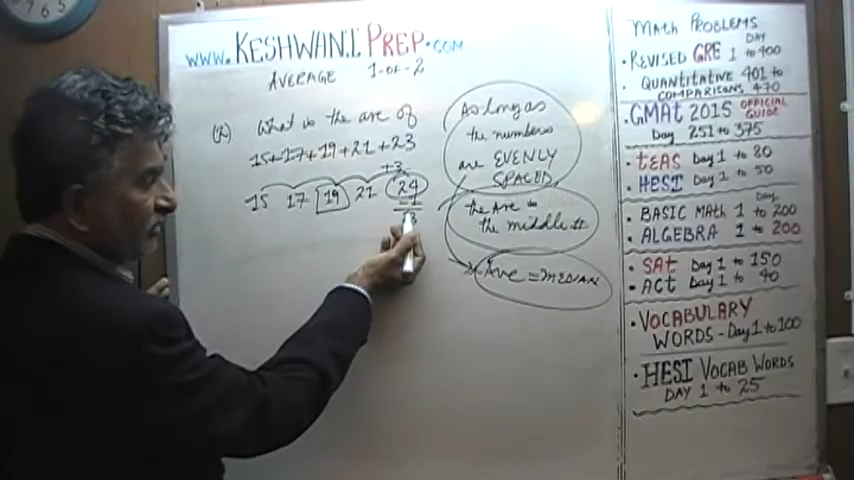 7 6 5
www.KESHWANI PREP.COM
AVERAGE 1-OF-2
What is the ave of
15+17+19+21+23
+3
15 17 19 21 24
As long as
the numbers
are EVENLY
SPACED,
the Ave is
the middle #
Ave = MEDIAN
MATH PROBLEMS
DAY
• REVISED GRE 1 to 400
• QUANTITATIVE 401 to
COMPARISONS 470
• GMAT 2015 OFFICIAL GUIDE
Day 251 to 375
• TEAS Day 1 to 80
• HESI Day 1 to 50
Day
• BASIC MATH 1 to 200
• ALGEBRA 1 to 200
• SAT Day 1 to 150
• ACT Day 1 to 40
• VOCABULARY
WORDS - Day 1 to 100
• HESI VOCAB WORDS
DAY 1 to 25